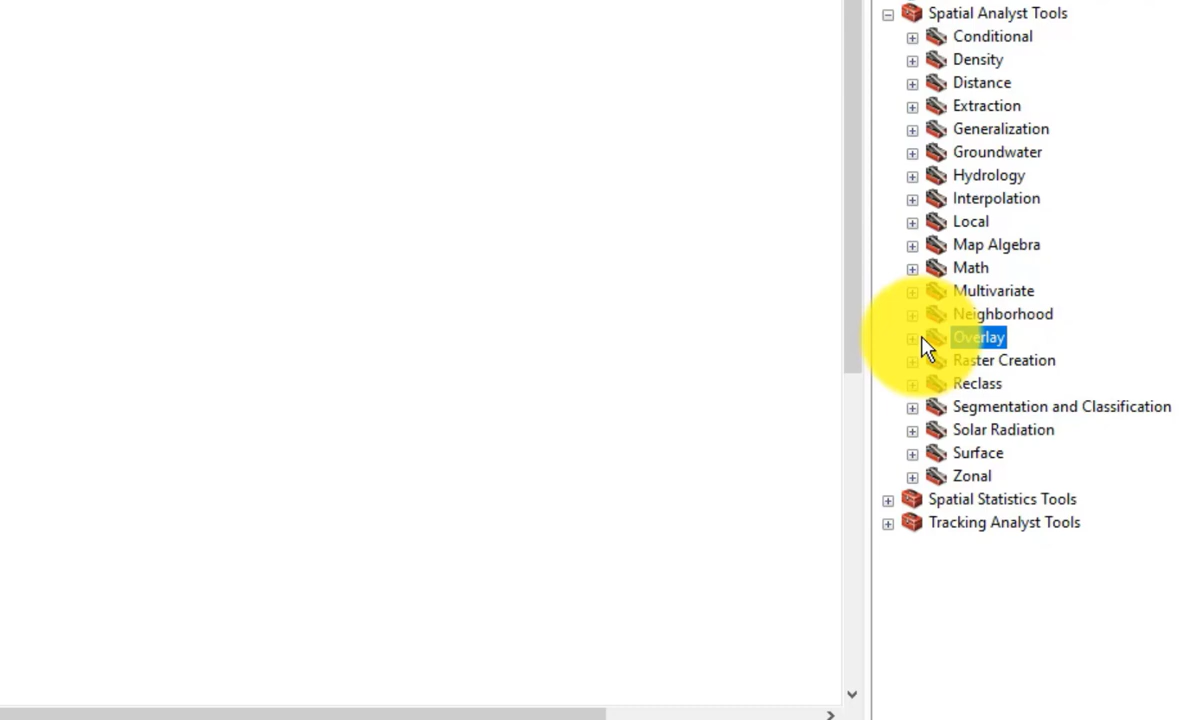 Spatial Analyst Tools
Conditional
Density
Distance
Extraction
Generalization
Groundwater
Hydrology
Interpolation
Local
Map Algebra
Math
Multivariate
Neighborhood
Overlay
Raster Creation
Reclass
Segmentation and Classification
Solar Radiation
Surface
Zonal
Spatial Statistics Tools
Tracking Analyst Tools